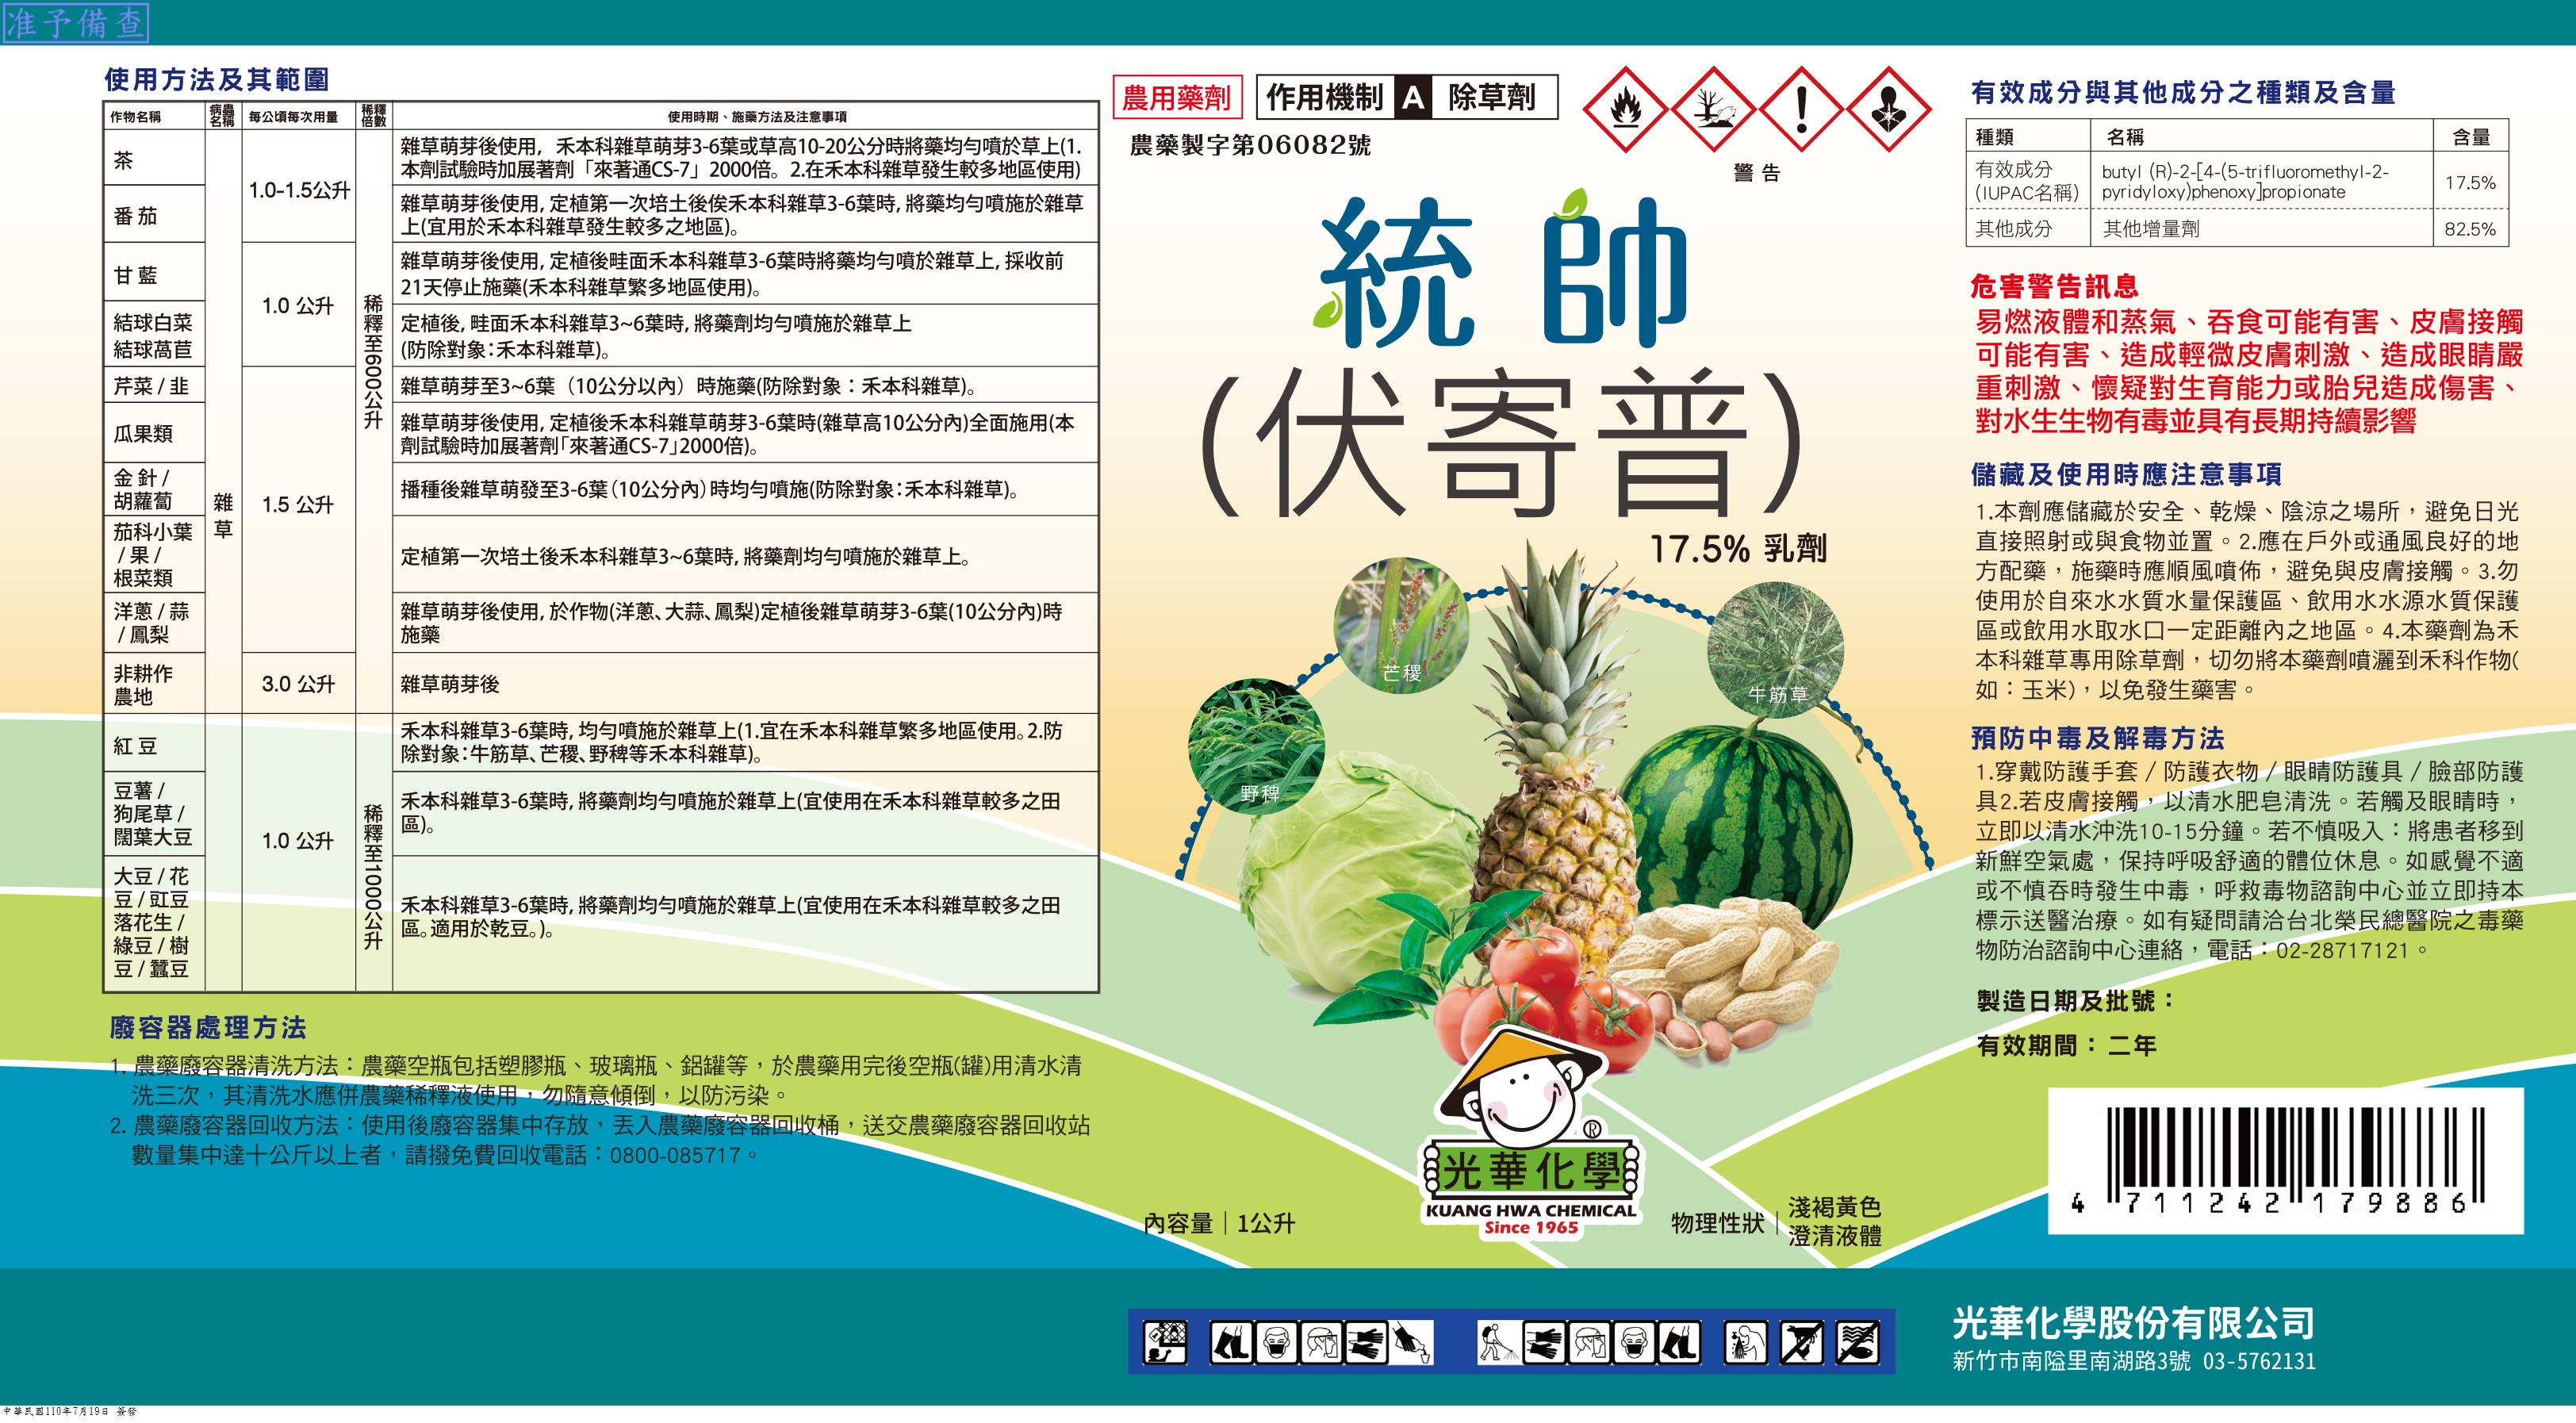 准予備查
使用方法及其範圍
作物名稱 病蟲名稱 每公頃每次用量 稀釋倍數 使用時期、施藥方法及注意事項
茶
1.0-1.5公升
雜草萌芽後使用, 禾本科雜草萌芽3-6葉或草高10-20公分時將藥均勻噴於草上(1.
本劑試驗時加展著劑「來著通CS-7」2000倍。2.在禾本科雜草發生較多地區使用)
番茄
雜草萌芽後使用, 定植第一次培土後俟禾本科雜草3-6葉時, 將藥均勻噴施於雜草
上(宜用於禾本科雜草發生較多之地區)。
甘藍
1.0 公升
雜草萌芽後使用, 定植後畦面禾本科雜草3-6葉時將藥均勻噴於雜草上, 採收前
21天停止施藥(禾本科雜草繁多地區使用)。
稀釋至600公升
結球白菜
結球萵苣
定植後, 畦面禾本科雜草3~6葉時, 將藥劑均勻噴施於雜草上
(防除對象:禾本科雜草)。
芹菜 / 韭
雜草萌芽至3~6葉（10公分以內）時施藥(防除對象：禾本科雜草)。
瓜果類
雜草萌芽後使用, 定植後禾本科雜草萌芽3-6葉時(雜草高10公分內)全面施用(本
劑試驗時加展著劑「來著通CS-7」2000倍)。
金針 /
胡蘿蔔
雜草
1.5 公升
播種後雜草萌發至3-6葉（10公分內）時均勻噴施(防除對象:禾本科雜草)。
茄科小葉
/ 果 /
根菜類
定植第一次培土後禾本科雜草3~6葉時, 將藥劑均勻噴施於雜草上。
洋蔥 / 蒜
/ 鳳梨
雜草萌芽後使用, 於作物(洋蔥、大蒜、鳳梨)定植後雜草萌芽3-6葉(10公分內)時
施藥
非耕作
農地
3.0 公升
雜草萌芽後
紅豆
禾本科雜草3-6葉時, 均勻噴施於雜草上(1.宜在禾本科雜草繁多地區使用。2.防
除對象:牛筋草、芒稷、野稗等禾本科雜草)。
豆薯 /
狗尾草 /
闊葉大豆
1.0 公升
稀釋至1000公升
禾本科雜草3-6葉時, 將藥劑均勻噴施於雜草上(宜使用在禾本科雜草較多之田
區)。
大豆 / 花
豆 / 豇豆
落花生 /
綠豆 / 樹
豆 / 蠶豆
禾本科雜草3-6葉時, 將藥劑均勻噴施於雜草上(宜使用在禾本科雜草較多之田
區。適用於乾豆。)。
廢容器處理方法
1. 農藥廢容器清洗方法：農藥空瓶包括塑膠瓶、玻璃瓶、鋁罐等，於農藥用完後空瓶(罐)用清水清
洗三次，其清洗水應併農藥稀釋液使用，勿隨意傾倒，以防污染。
2. 農藥廢容器回收方法：使用後廢容器集中存放，丟入農藥廢容器回收桶，送交農藥廢容器回收站
數量集中達十公斤以上者，請撥免費回收電話：0800-085717。
農用藥劑 作用機制 A 除草劑
農藥製字第06082號
警告
統帥
(伏寄普)
17.5% 乳劑
芒稷
牛筋草
野稗
®
光華化學
KUANG HWA CHEMICAL
Since 1965
內容量 | 1公升
物理性狀 | 淺褐黃色
澄清液體
有效成分與其他成分之種類及含量
種類 名稱 含量
有效成分
(IUPAC名稱)
butyl (R)-2-[4-(5-trifluoromethyl-2-
pyridyloxy)phenoxy]propionate
17.5%
其他成分 其他增量劑 82.5%
危害警告訊息
易燃液體和蒸氣、吞食可能有害、皮膚接觸
可能有害、造成輕微皮膚刺激、造成眼睛嚴
重刺激、懷疑對生育能力或胎兒造成傷害、
對水生生物有毒並具有長期持續影響
儲藏及使用時應注意事項
1.本劑應儲藏於安全、乾燥、陰涼之場所，避免日光
直接照射或與食物並置。2.應在戶外或通風良好的地
方配藥，施藥時應順風噴佈，避免與皮膚接觸。3.勿
使用於自來水水質水量保護區、飲用水水源水質保護
區或飲用水取水口一定距離內之地區。4.本藥劑為禾
本科雜草專用除草劑，切勿將本藥劑噴灑到禾科作物(
如：玉米)，以免發生藥害。
預防中毒及解毒方法
1.穿戴防護手套 / 防護衣物 / 眼睛防護具 / 臉部防護
具2.若皮膚接觸，以清水肥皂清洗。若觸及眼睛時，
立即以清水沖洗10-15分鐘。若不慎吸入：將患者移到
新鮮空氣處，保持呼吸舒適的體位休息。如感覺不適
或不慎吞時發生中毒，呼救毒物諮詢中心並立即持本
標示送醫治療。如有疑問請洽台北榮民總醫院之毒藥
物防治諮詢中心連絡，電話：02-28717121。
製造日期及批號：
有效期間：二年
4 711242 179886
光華化學股份有限公司
新竹市南隘里南湖路3號 03-5762131
中華民國110年7月19日 簽發